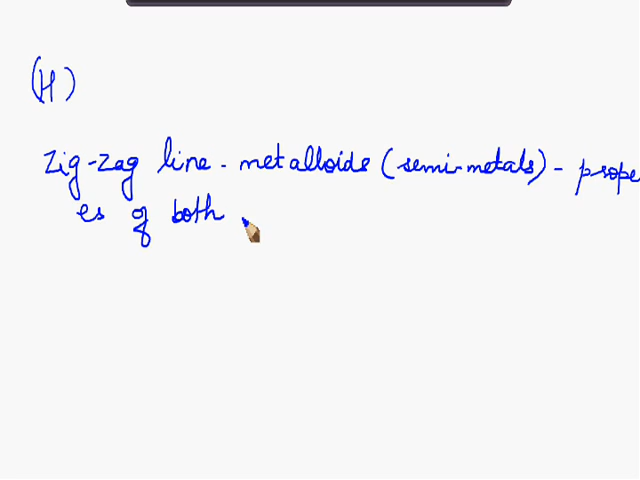 (H)
Zig-Zag line - metalloids (semi-metals) - prope
es of both